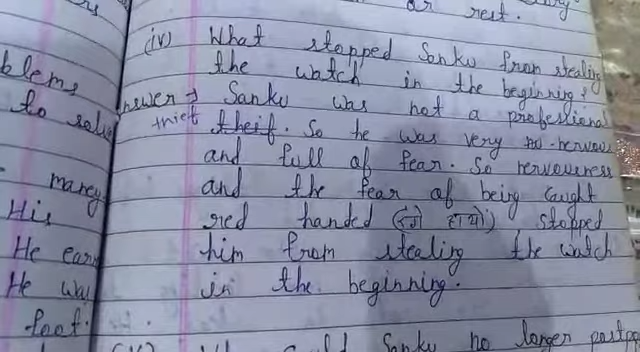 or rest.
(iv) What stopped Sanku from stealing
the watch in the beginning?
blems
Answer → Sanku was not a professional
to solve
thief theif. So he was very no nervous
and full of fear. So nervousness
maney
and the fear of being caught
His
red handed (रंगे हाथों) stopped
He earn
him from stealing the watch
He was
in the beginning.
foot.
Sanku no longer postpo